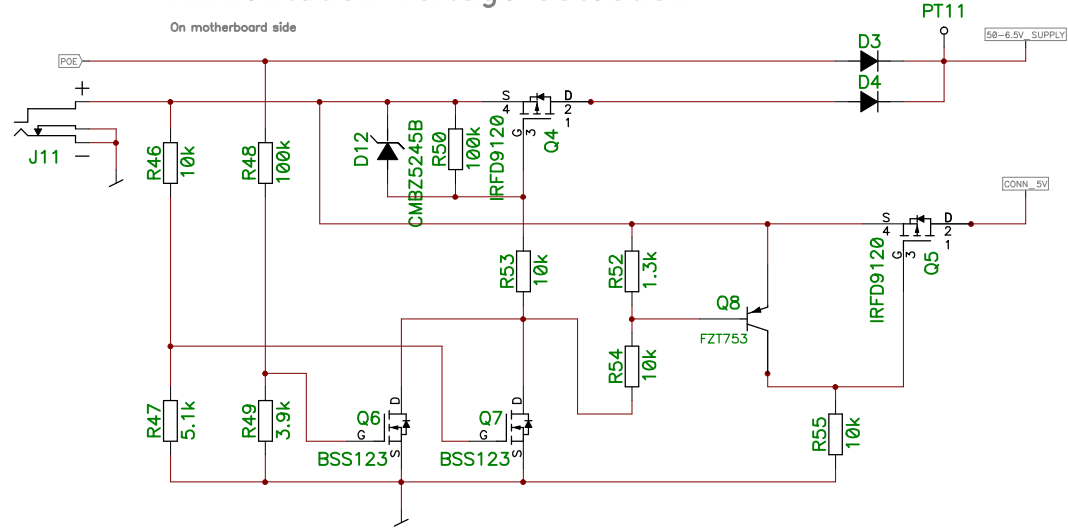 On motherboard side
PT11
50-6.5V_SUPPLY
D3
POE
D4
+
S
D
4
2
1
G
3
Q4
IRFD9120
J11
−
R46
10k
R48
100k
D12
CMBZ5245B
R50
100k
CONN_5V
S
D
4
2
1
G
3
Q5
IRFD9120
R53
10k
R52
1.3k
Q8
FZT753
R54
10k
R47
5.1k
R49
3.9k
Q6
D
G
S
BSS123
Q7
D
G
S
BSS123
R55
10k